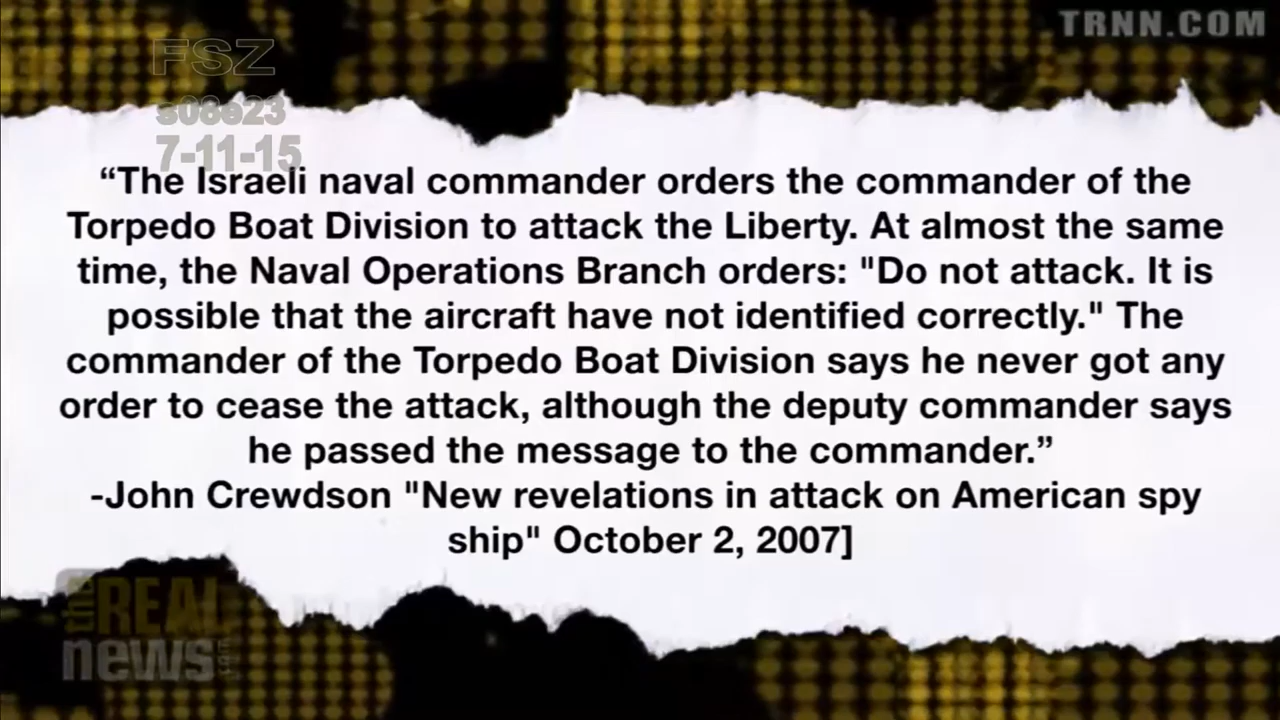 TRNN.COM
FSZ
s08e23
7-11-15
“The Israeli naval commander orders the commander of the
Torpedo Boat Division to attack the Liberty. At almost the same
time, the Naval Operations Branch orders: "Do not attack. It is
possible that the aircraft have not identified correctly." The
commander of the Torpedo Boat Division says he never got any
order to cease the attack, although the deputy commander says
he passed the message to the commander.”
-John Crewdson "New revelations in attack on American spy
ship" October 2, 2007]
the REAL
news.com